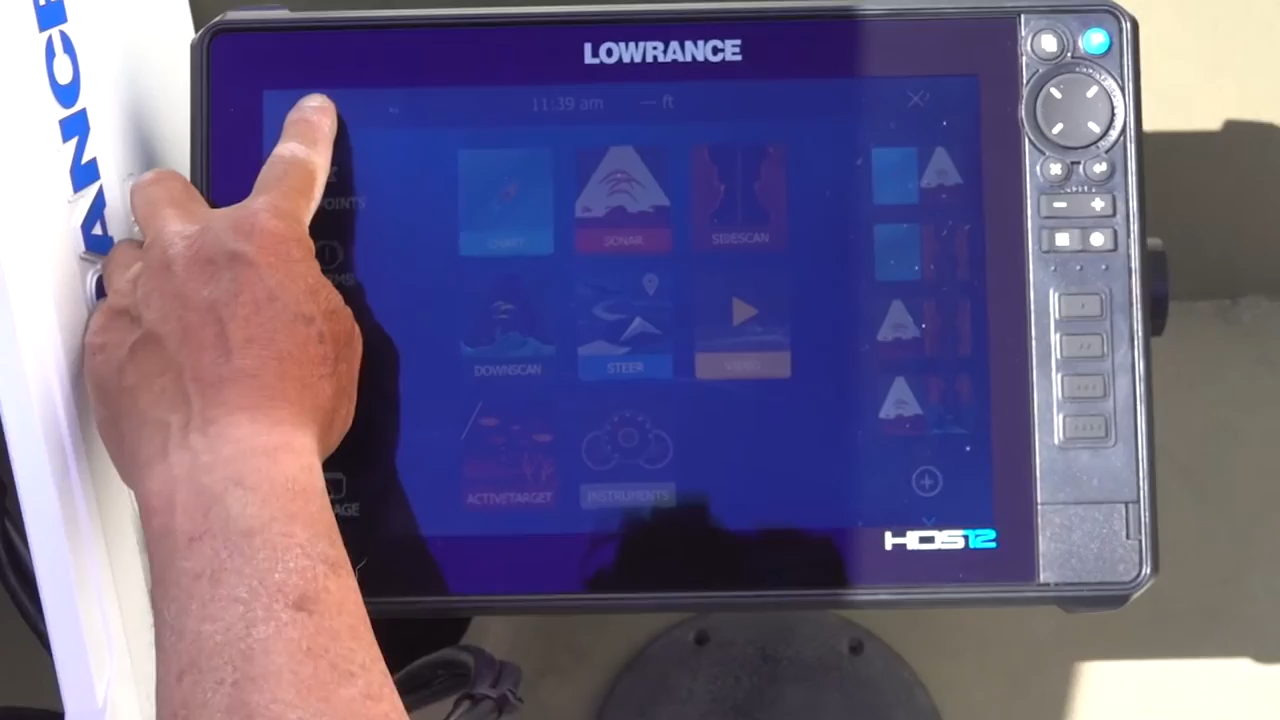 LOWRANCE
11:39 am --- ft
CHART
SONAR
SIDESCAN
DOWNSCAN
STEER
ACTIVETARGET
INSTRUMENTS
HDS12